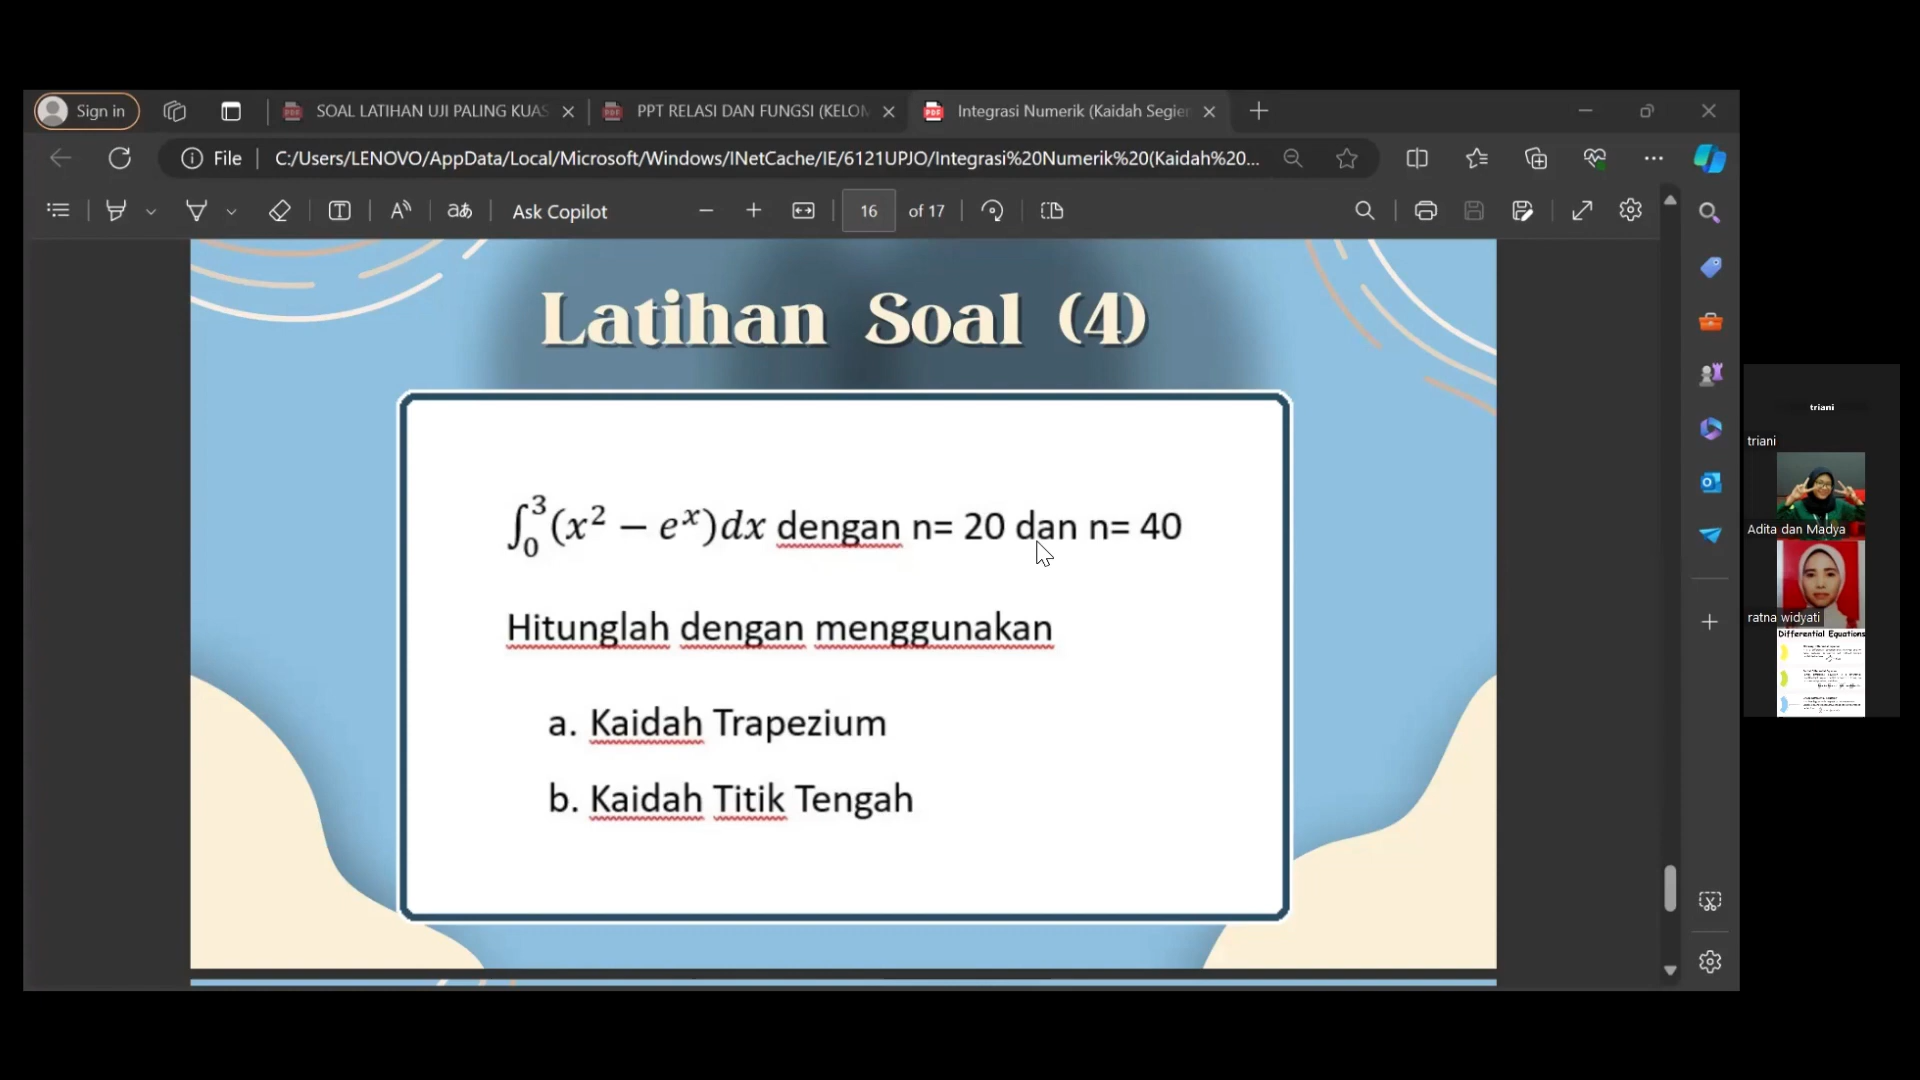 Sign in
SOAL LATIHAN UJI PALING KUAS
PPT RELASI DAN FUNGSI (KELOM
Integrasi Numerik (Kaidah Segien
File
C:/Users/LENOVO/AppData/Local/Microsoft/Windows/INetCache/IE/6121UPJO/Integrasi%20Numerik%20(Kaidah%20...
Ask Copilot
16 of 17
Latihan Soal (4)
∫₀³(x² − eˣ)dx dengan n= 20 dan n= 40
Hitunglah dengan menggunakan
a. Kaidah Trapezium
b. Kaidah Titik Tengah
triani
triani
Adita dan Madya
ratna widyati
Differential Equations